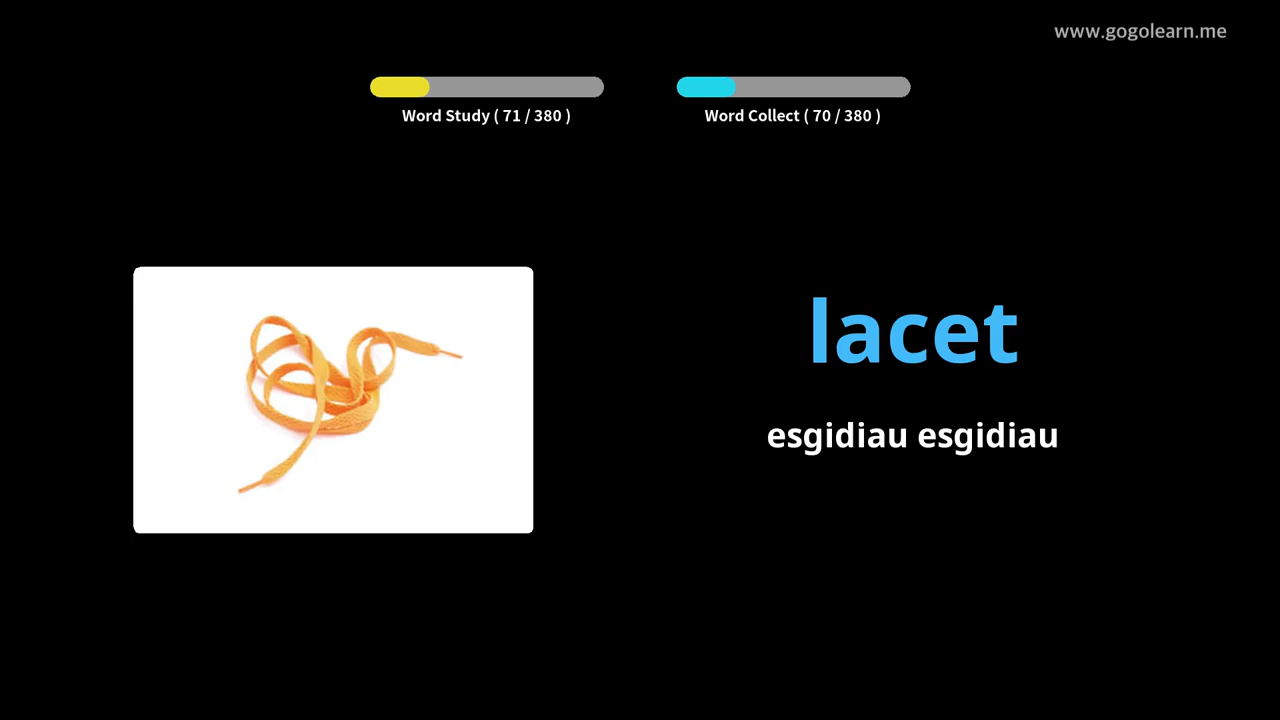 www.gogolearn.me
Word Study ( 71 / 380 )
Word Collect ( 70 / 380 )
lacet
esgidiau esgidiau